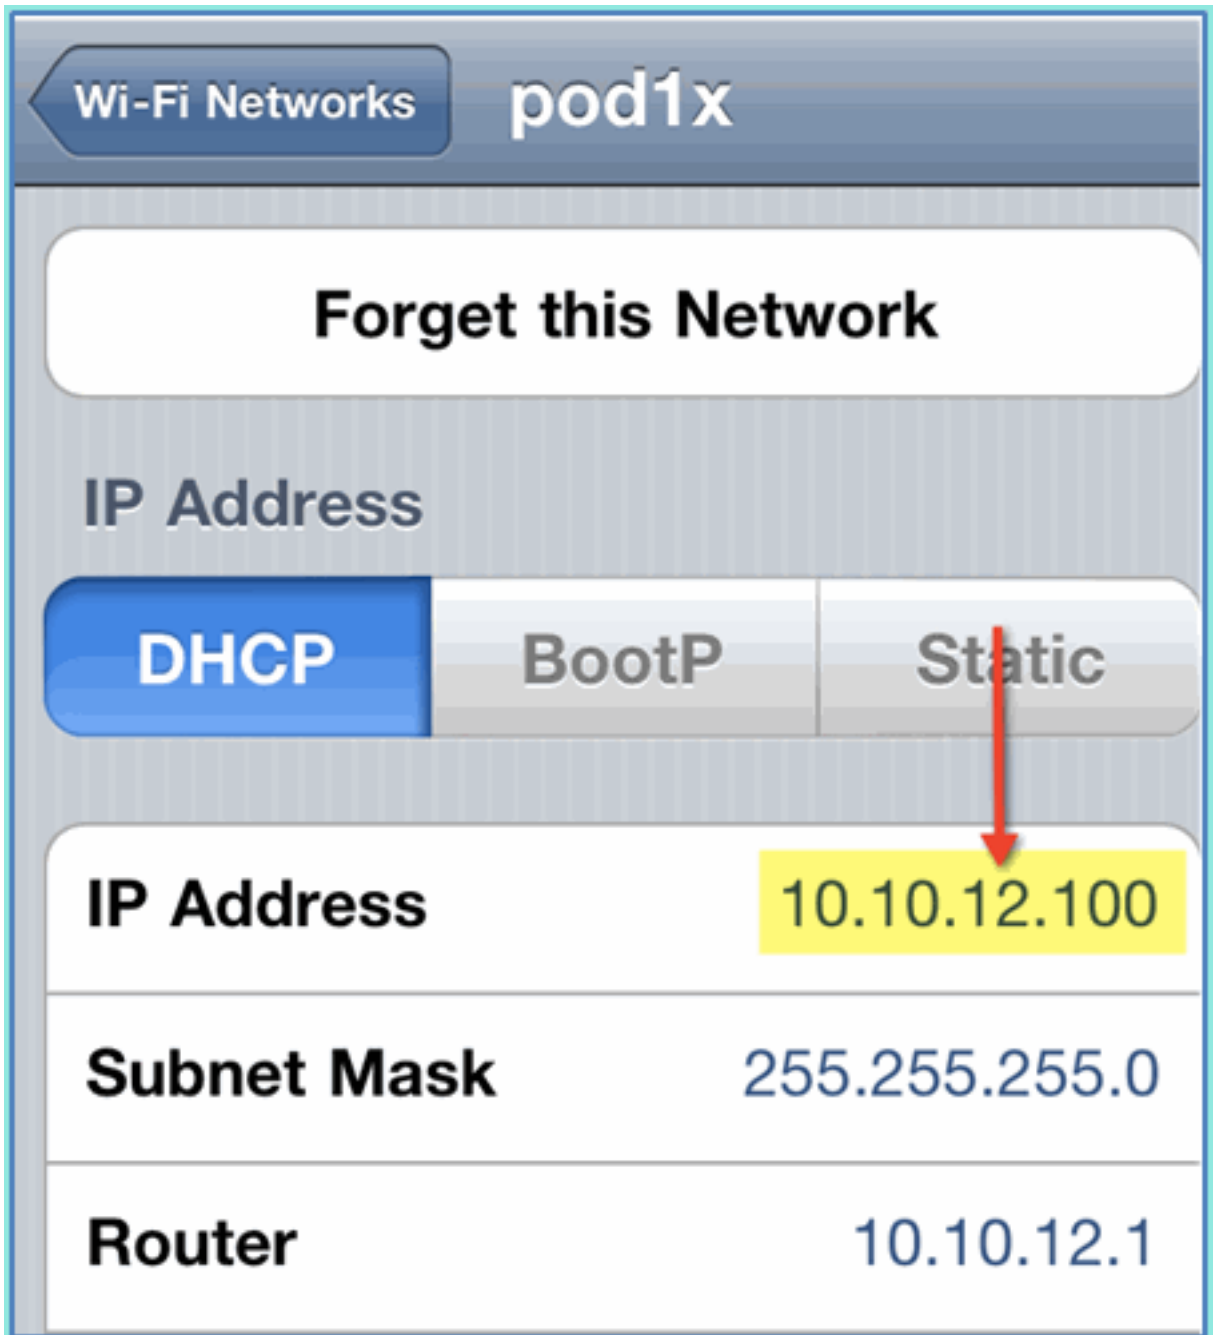 Wi-Fi Networks pod1x
Forget this Network
IP Address
DHCP BootP Static
IP Address 10.10.12.100
Subnet Mask 255.255.255.0
Router 10.10.12.1